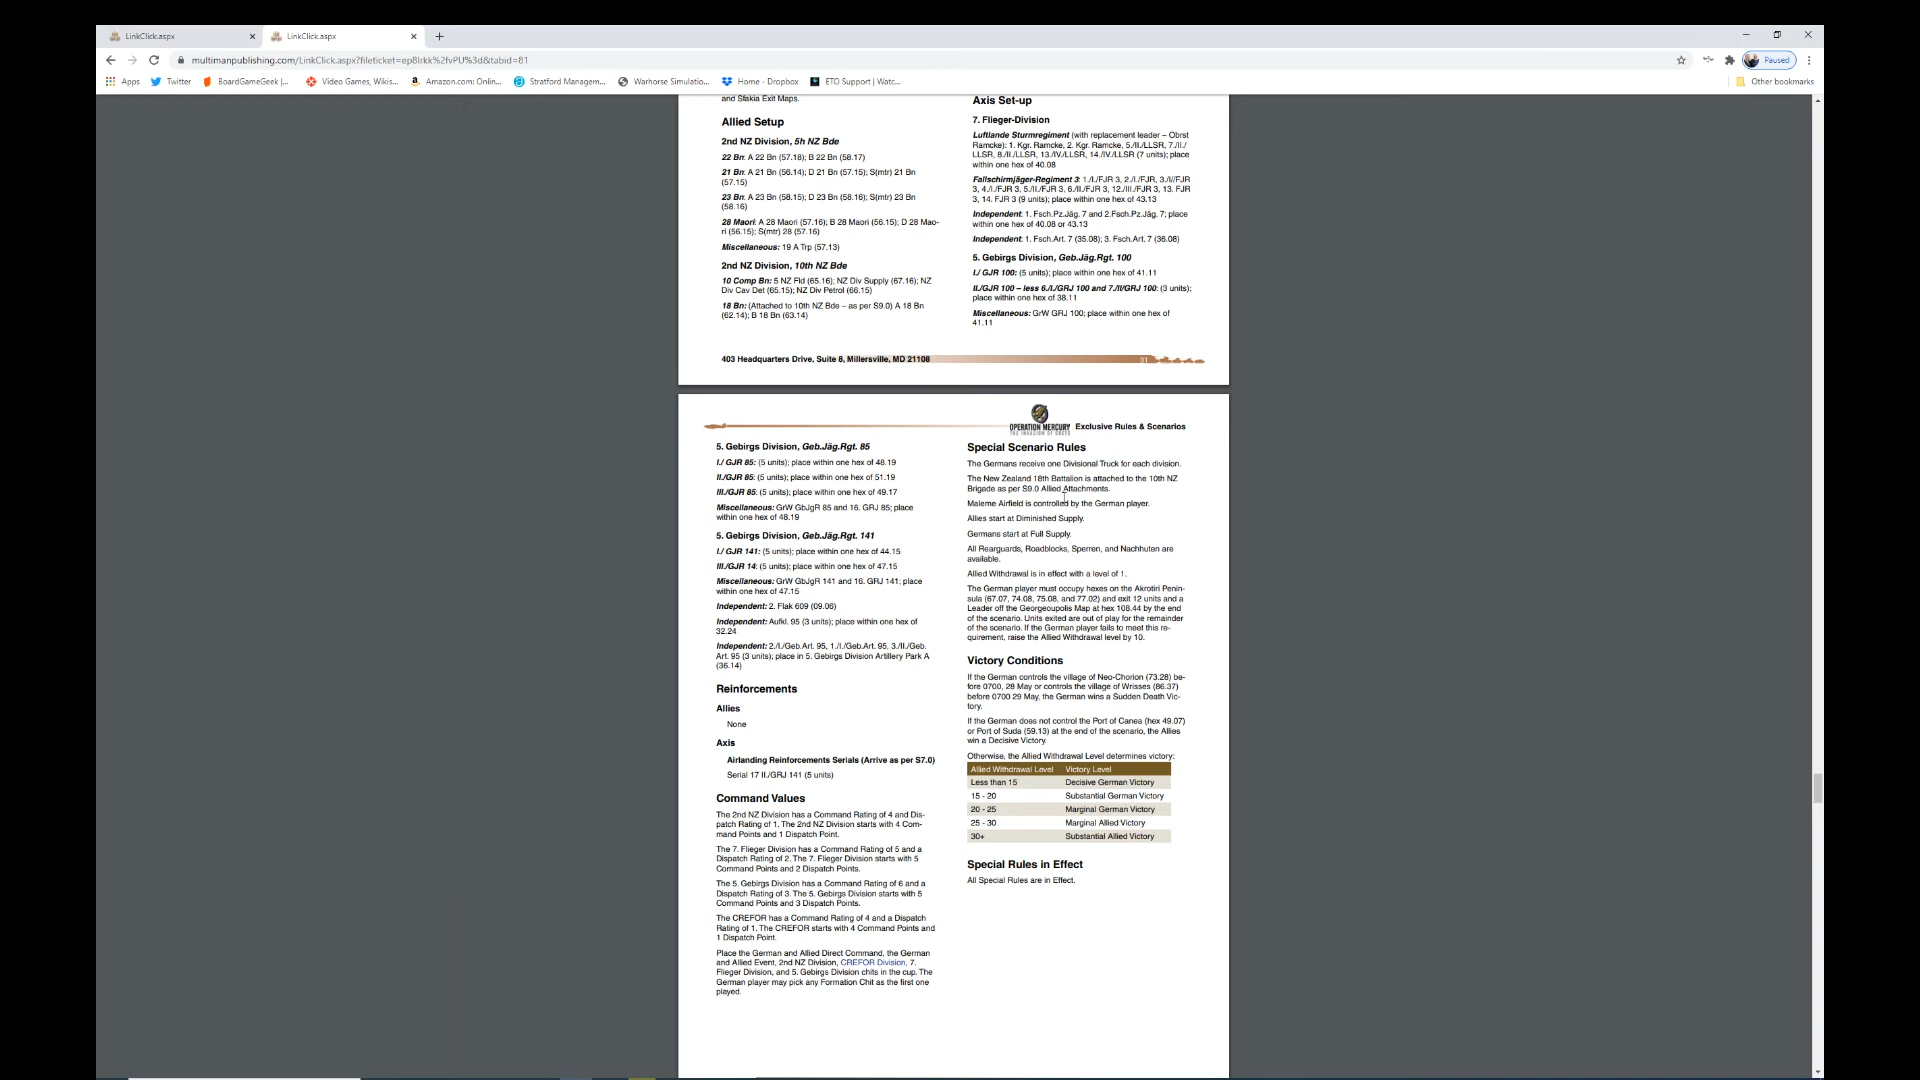 LinkClick.aspx
LinkClick.aspx
multimanpublishing.com/LinkClick.aspx?fileticket=ep8Irkk%2fvPU%3d&tabid=81
Paused
Apps
Twitter
BoardGameGeek |...
Video Games, Wikis...
Amazon.com: Onlin...
Stratford Managem...
Warhorse Simulatio...
Home - Dropbox
ETO Support | Watc...
Other bookmarks
and Sfakia Exit Maps.
Allied Setup
2nd NZ Division, 5h NZ Bde
22 Bn: A 22 Bn (57.18); B 22 Bn (58.17)
21 Bn: A 21 Bn (56.14); D 21 Bn (57.15); S(mtr) 21 Bn
(57.15)
23 Bn: A 23 Bn (58.15); D 23 Bn (58.16); S(mtr) 23 Bn
(58.16)
28 Maori: A 28 Maori (57.16); B 28 Maori (56.15); D 28 Mao-
ri (56.15); S(mtr) 28 (57.16)
Miscellaneous: 19 A Trp (57.13)
2nd NZ Division, 10th NZ Bde
10 Comp Bn: 5 NZ Fld (65.16); NZ Div Supply (67.16); NZ
Div Cav Det (65.15); NZ Div Petrol (66.15)
18 Bn: (Attached to 10th NZ Bde – as per S9.0) A 18 Bn
(62.14); B 18 Bn (63.14)
Axis Set-up
7. Flieger-Division
Luftlande Sturmregiment (with replacement leader – Obrst
Ramcke): 1. Kgr. Ramcke, 2. Kgr. Ramcke, 5./II./LLSR, 7./II./
LLSR, 8./II./LLSR, 13./IV./LLSR, 14./IV./LLSR (7 units); place
within one hex of 40.08
Fallschirmjäger-Regiment 3: 1./I./FJR 3, 2./I./FJR, 3./I//FJR
3, 4./I./FJR 3, 5./II./FJR 3, 6./II./FJR 3, 12./III./FJR 3, 13. FJR
3, 14. FJR 3 (9 units); place within one hex of 43.13
Independent: 1. Fsch.Pz.Jäg. 7 and 2.Fsch.Pz.Jäg. 7; place
within one hex of 40.08 or 43.13
Independent: 1. Fsch.Art. 7 (35.08); 3. Fsch.Art. 7 (36.08)
5. Gebirgs Division, Geb.Jäg.Rgt. 100
I./ GJR 100: (5 units); place within one hex of 41.11
II./GJR 100 – less 6./I./GRJ 100 and 7./II/GRJ 100: (3 units);
place within one hex of 38.11
Miscellaneous: GrW GRJ 100; place within one hex of
41.11
403 Headquarters Drive, Suite 8, Millersville, MD 21108
31
OPERATION MERCURY
THE INVASION OF CRETE
Exclusive Rules & Scenarios
5. Gebirgs Division, Geb.Jäg.Rgt. 85
I./ GJR 85: (5 units); place within one hex of 48.19
II./GJR 85: (5 units); place within one hex of 51.19
III./GJR 85: (5 units); place within one hex of 49.17
Miscellaneous: GrW GbJgR 85 and 16. GRJ 85; place
within one hex of 48.19
5. Gebirgs Division, Geb.Jäg.Rgt. 141
I./ GJR 141: (5 units); place within one hex of 44.15
III./GJR 14: (5 units); place within one hex of 47.15
Miscellaneous: GrW GbJgR 141 and 16. GRJ 141; place
within one hex of 47.15
Independent: 2. Flak 609 (09.06)
Independent: Aufkl. 95 (3 units); place within one hex of
32.24
Independent: 2./I./Geb.Art. 95, 1./I./Geb.Art. 95, 3./II./Geb.
Art. 95 (3 units); place in 5. Gebirgs Division Artillery Park A
(36.14)
Reinforcements
Allies
None
Axis
Airlanding Reinforcements Serials (Arrive as per S7.0)
Serial 17 II./GRJ 141 (5 units)
Command Values
The 2nd NZ Division has a Command Rating of 4 and Dis-
patch Rating of 1. The 2nd NZ Division starts with 4 Com-
mand Points and 1 Dispatch Point.
The 7. Flieger Division has a Command Rating of 5 and a
Dispatch Rating of 2. The 7. Flieger Division starts with 5
Command Points and 2 Dispatch Points.
The 5. Gebirgs Division has a Command Rating of 6 and a
Dispatch Rating of 3. The 5. Gebirgs Division starts with 5
Command Points and 3 Dispatch Points.
The CREFOR has a Command Rating of 4 and a Dispatch
Rating of 1. The CREFOR starts with 4 Command Points and
1 Dispatch Point.
Place the German and Allied Direct Command, the German
and Allied Event, 2nd NZ Division, CREFOR Division, 7.
Flieger Division, and 5. Gebirgs Division chits in the cup. The
German player may pick any Formation Chit as the first one
played.
Special Scenario Rules
The Germans receive one Divisional Truck for each division.
The New Zealand 18th Battalion is attached to the 10th NZ
Brigade as per S9.0 Allied Attachments.
Maleme Airfield is controlled by the German player.
Allies start at Diminished Supply.
Germans start at Full Supply.
All Rearguards, Roadblocks, Sperren, and Nachhuten are
available.
Allied Withdrawal is in effect with a level of 1.
The German player must occupy hexes on the Akrotiri Penin-
sula (67.07, 74.08, 75.08, and 77.02) and exit 12 units and a
Leader off the Georgeoupolis Map at hex 108.44 by the end
of the scenario. Units exited are out of play for the remainder
of the scenario. If the German player fails to meet this re-
quirement, raise the Allied Withdrawal level by 10.
Victory Conditions
If the German controls the village of Neo-Chorion (73.28) be-
fore 0700, 28 May or controls the village of Wrisses (86.37)
before 0700 29 May, the German wins a Sudden Death Vic-
tory.
If the German does not control the Port of Canea (hex 49.07)
or Port of Suda (59.13) at the end of the scenario, the Allies
win a Decisive Victory.
Otherwise, the Allied Withdrawal Level determines victory:
Allied Withdrawal Level Victory Level
Less than 15 Decisive German Victory
15 - 20 Substantial German Victory
20 - 25 Marginal German Victory
25 - 30 Marginal Allied Victory
30+ Substantial Allied Victory
Special Rules in Effect
All Special Rules are in Effect.